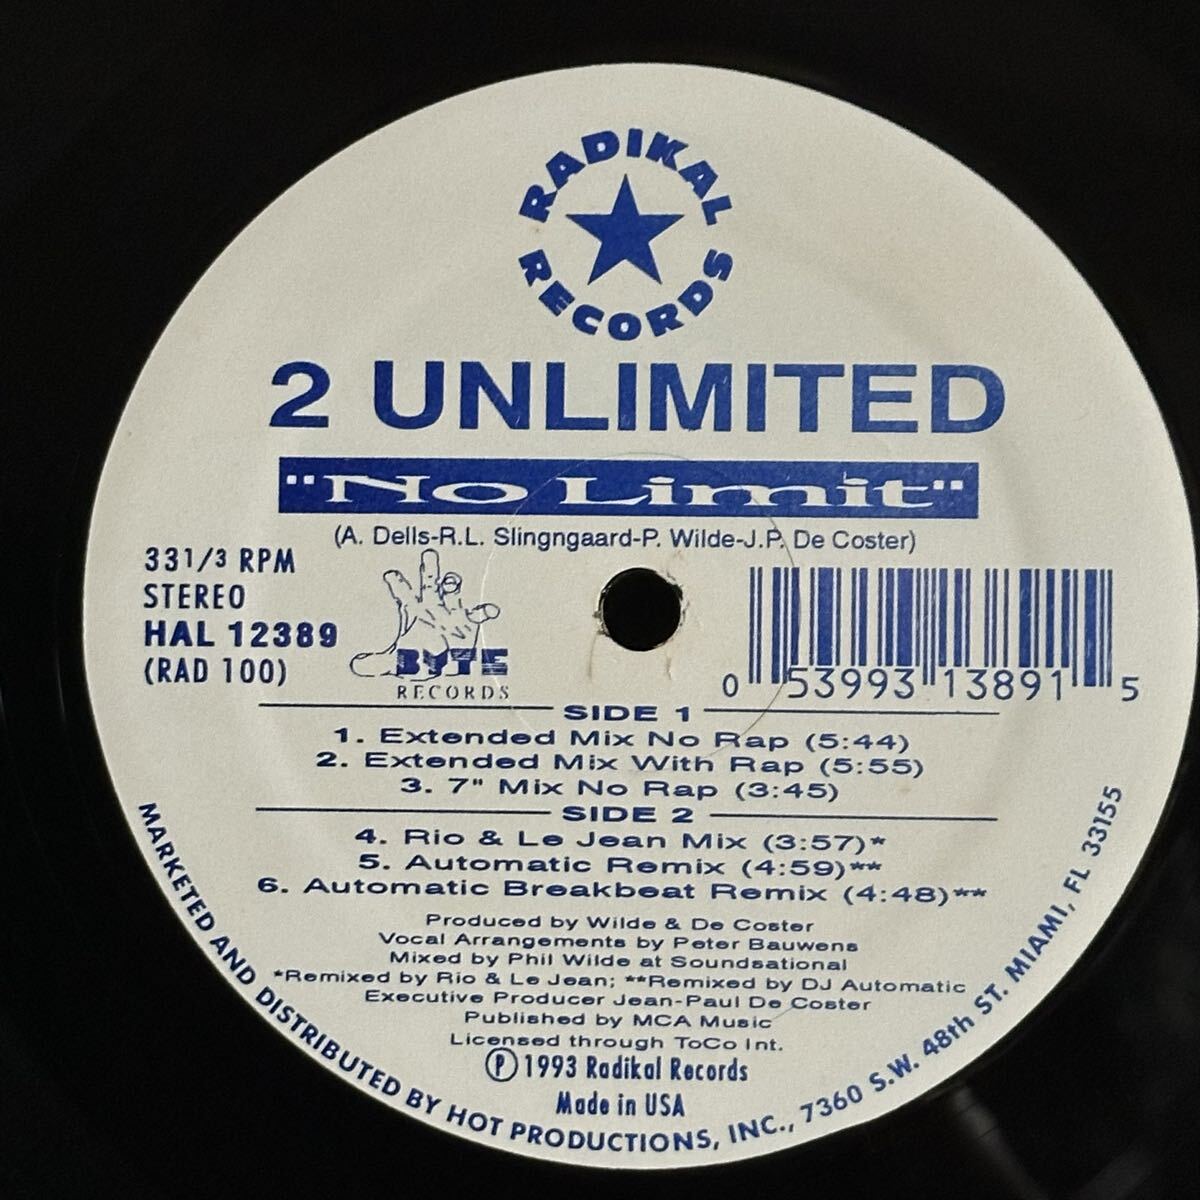 RADIKAL
RECORDS
2 UNLIMITED
"No Limit"
(A. Dells-R.L. Slingngaard-P. Wilde-J.P. De Coster)
33 1/3 RPM
STEREO
HAL 12389
(RAD 100)
BYTE
RECORDS
0 53993 13891 5
SIDE 1
1. Extended Mix No Rap (5:44)
2. Extended Mix With Rap (5:55)
3. 7" Mix No Rap (3:45)
SIDE 2
4. Rio & Le Jean Mix (3:57)*
5. Automatic Remix (4:59)**
6. Automatic Breakbeat Remix (4:48)**
Produced by Wilde & De Coster
Vocal Arrangements by Peter Bauwens
Mixed by Phil Wilde at Soundsational
*Remixed by Rio & Le Jean; **Remixed by DJ Automatic
Executive Producer Jean-Paul De Coster
Published by MCA Music
Licensed through ToCo Int.
Ⓟ 1993 Radikal Records
Made in USA
MARKETED AND DISTRIBUTED BY HOT PRODUCTIONS, INC., 7360 S.W. 48th ST. MIAMI, FL 33155